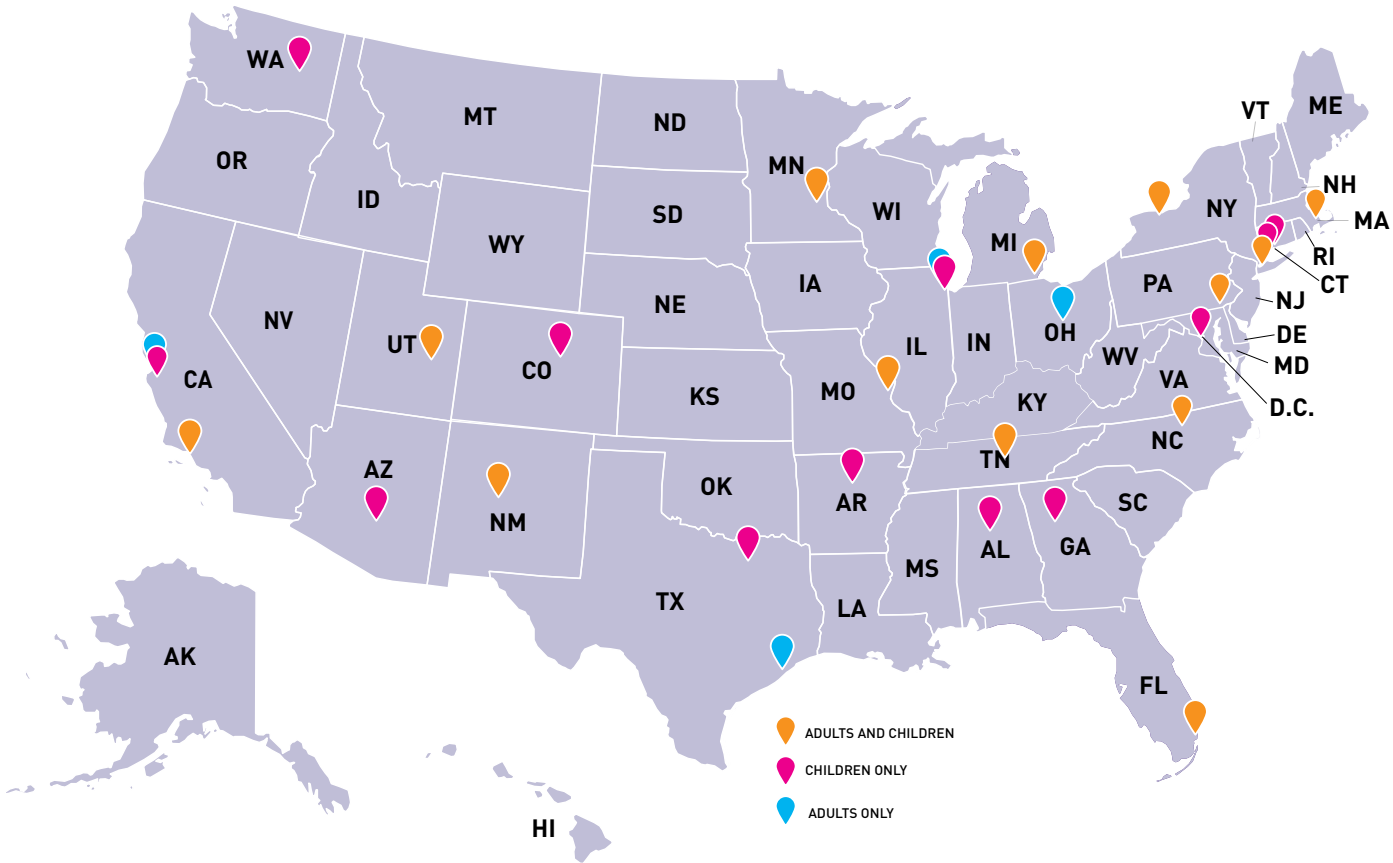 WA
MT
ND
MN
VT
ME
OR
ID
WY
SD
WI
MI
NY
NH
MA
RI
CT
NV
UT
CO
NE
IA
IL
IN
OH
PA
NJ
DE
MD
D.C.
CA
KS
MO
KY
WV
VA
AZ
NM
OK
AR
TN
NC
SC
TX
LA
MS
AL
GA
FL
AK
HI
ADULTS AND CHILDREN
CHILDREN ONLY
ADULTS ONLY